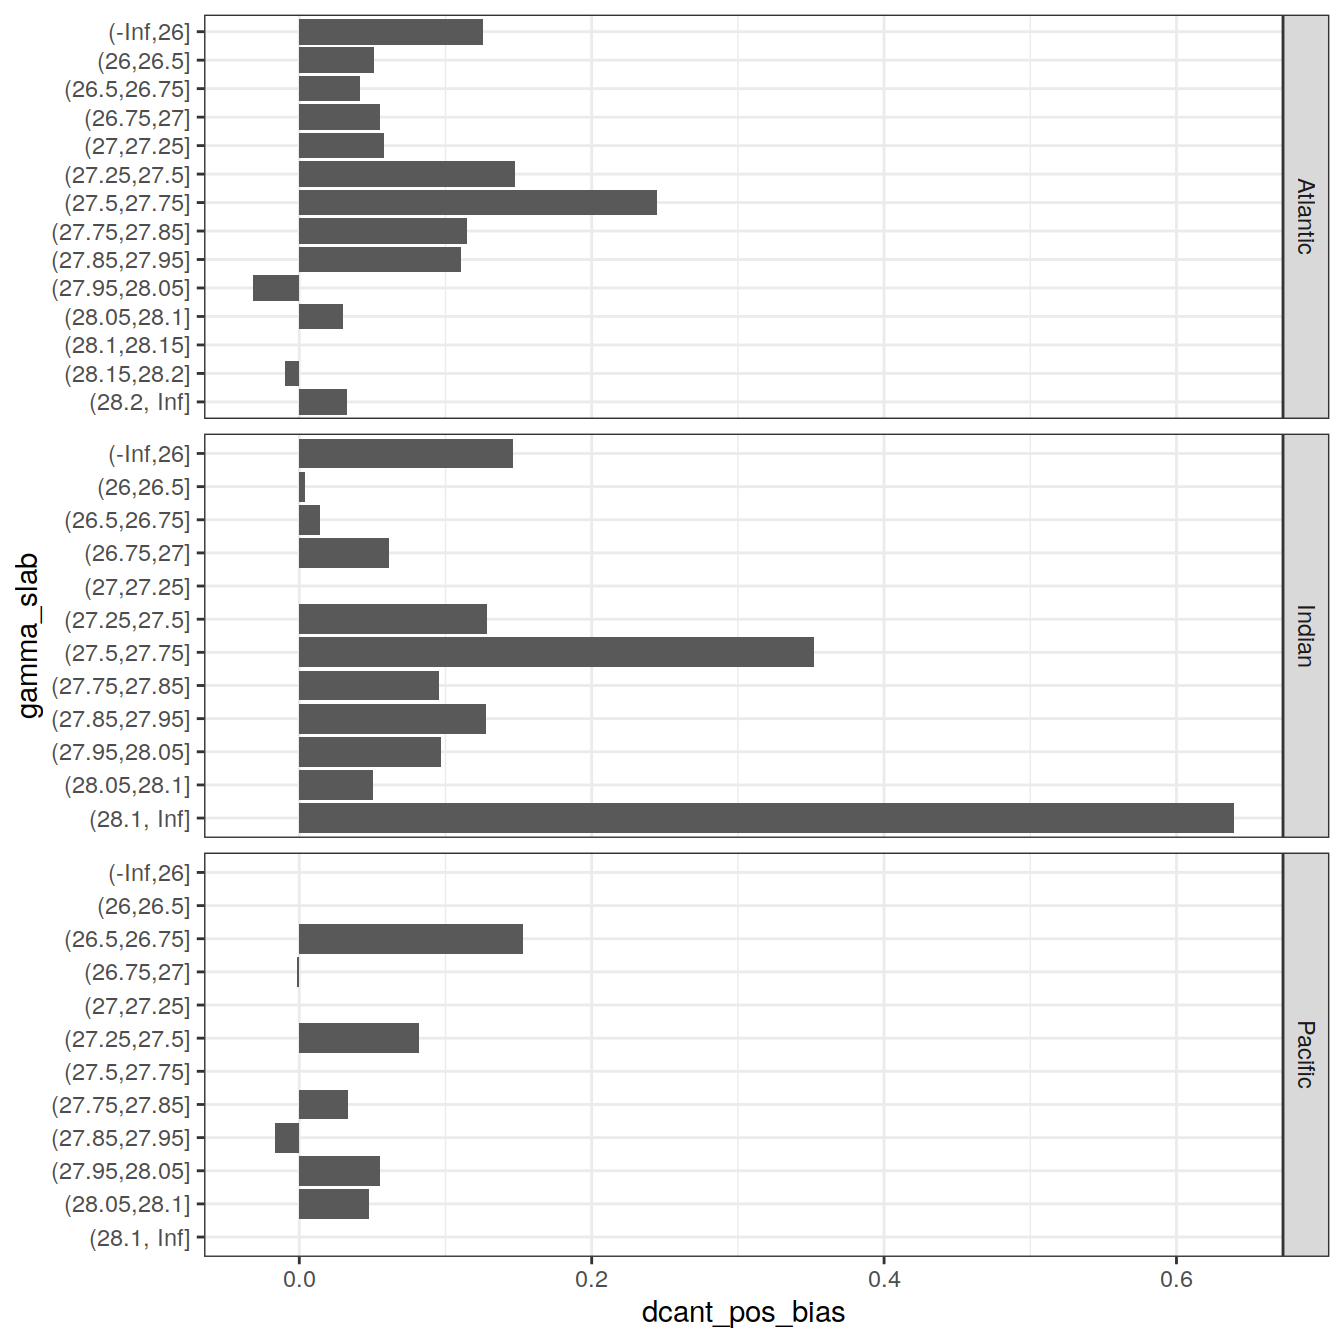 (-Inf,26]
(26,26.5]
(26.5,26.75]
(26.75,27]
(27,27.25]
(27.25,27.5]
(27.5,27.75]
(27.75,27.85]
(27.85,27.95]
(27.95,28.05]
(28.05,28.1]
(28.1,28.15]
(28.15,28.2]
(28.2, Inf]
Atlantic
(-Inf,26]
(26,26.5]
(26.5,26.75]
(26.75,27]
(27,27.25]
(27.25,27.5]
(27.5,27.75]
(27.75,27.85]
(27.85,27.95]
(27.95,28.05]
(28.05,28.1]
(28.1, Inf]
Indian
gamma_slab
(-Inf,26]
(26,26.5]
(26.5,26.75]
(26.75,27]
(27,27.25]
(27.25,27.5]
(27.5,27.75]
(27.75,27.85]
(27.85,27.95]
(27.95,28.05]
(28.05,28.1]
(28.1, Inf]
Pacific
0.0 0.2 0.4 0.6
dcant_pos_bias